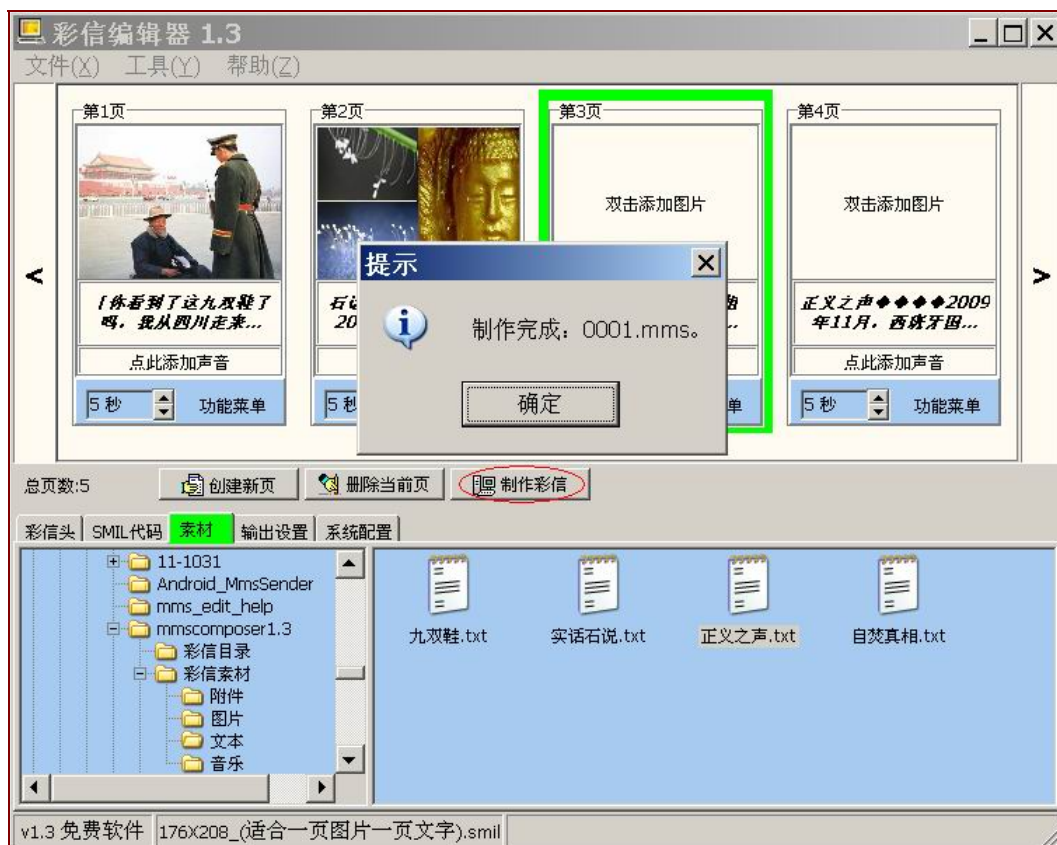 彩信编辑器 1.3
文件(X) 工具(Y) 帮助(Z)
第1页
第2页
第3页
第4页
双击添加图片
双击添加图片
<
>
「你看到了这九双鞋了
吗，我从四川走来...
石
20
..
正义之声◆◆◆◆2009
年11月，西班牙国...
点此添加声音
点此添加声音
5 秒
功能菜单
5 秒
单
5 秒
功能菜单
提示
制作完成：0001.mms。
确定
总页数:5
创建新页
删除当前页
制作彩信
彩信头
SMIL代码
素材
输出设置
系统配置
11-1031
Android_MmsSender
mms_edit_help
mmscomposer1.3
彩信目录
彩信素材
附件
图片
文本
音乐
九双鞋.txt
实话石说.txt
正义之声.txt
自焚真相.txt
v1.3 免费软件
176X208_(适合一页图片一页文字).smil